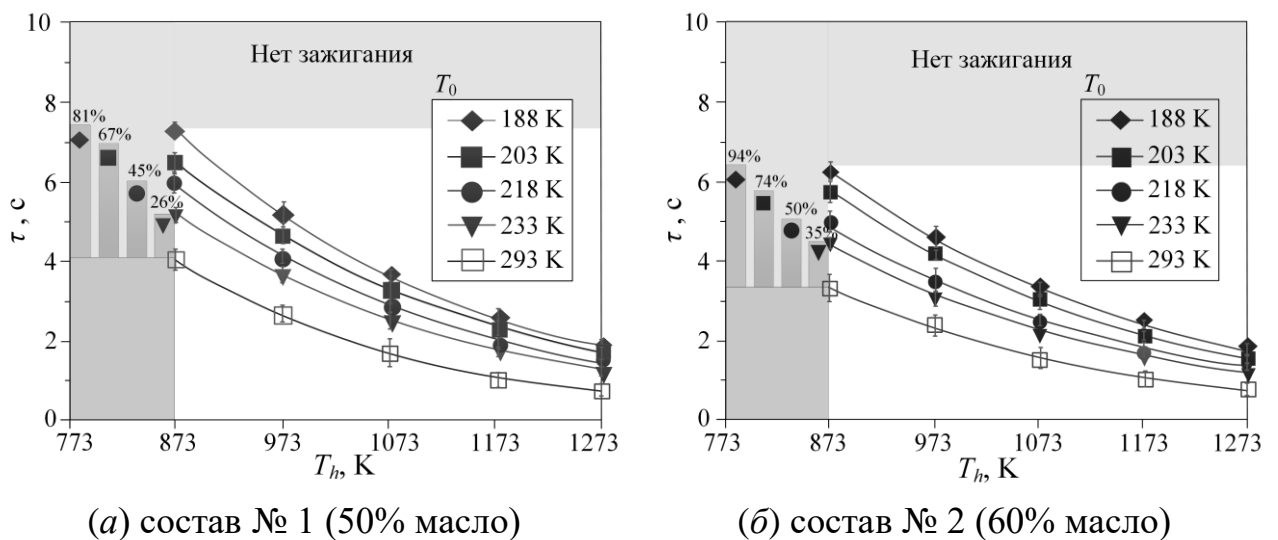 10
8
6
4
2
0
τ, с
Нет зажигания
T0
188 K
203 K
218 K
233 K
293 K
81%
67%
45%
26%
773 873 973 1073 1173 1273
Th, K
(а) состав № 1 (50% масло)
10
8
6
4
2
0
τ, с
Нет зажигания
T0
188 K
203 K
218 K
233 K
293 K
94%
74%
50%
35%
773 873 973 1073 1173 1273
Th, K
(б) состав № 2 (60% масло)